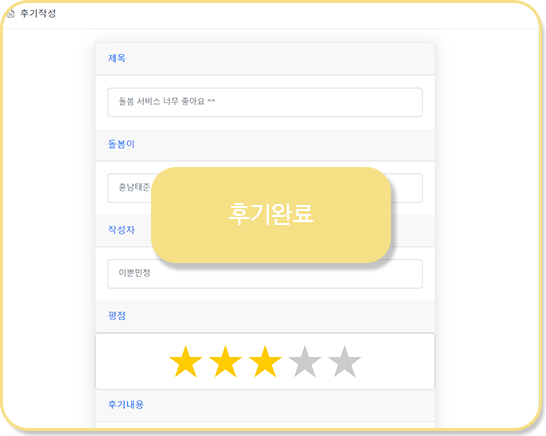 후기작성
제목
돌봄 서비스 너무 좋아요 ^^
돌봄이
훈남태준
후기완료
작성자
이쁜민정
평점
후기내용